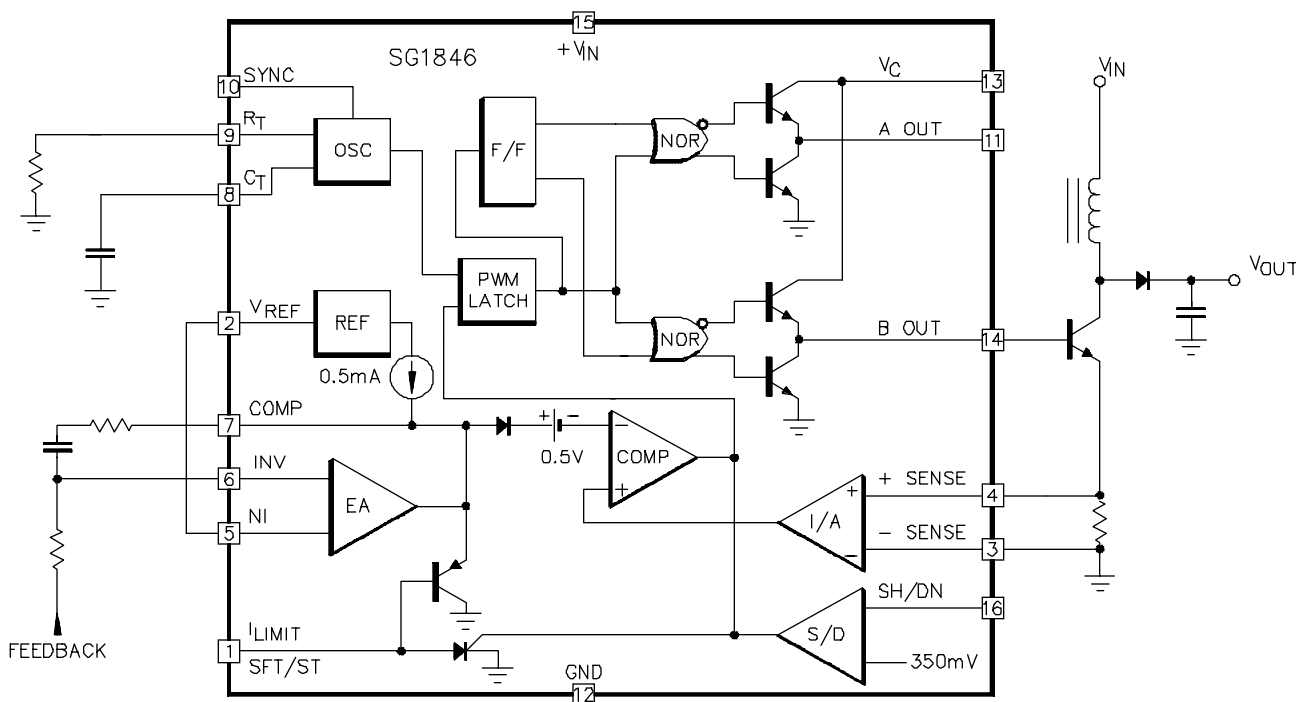 15
+VIN
SG1846
10 SYNC
VC 13
VIN
9 RT
OSC
F/F
NOR
A OUT 11
8 CT
PWM
LATCH
VOUT
2 VREF
REF
NOR
B OUT 14
0.5mA
7 COMP
+ -
0.5V
-
COMP
+
6 INV
EA
+ SENSE 4
+
I/A
5 NI
- SENSE 3
-
SH/DN 16
S/D
350mV
FEEDBACK
1 ILIMIT
SFT/ST
GND
12